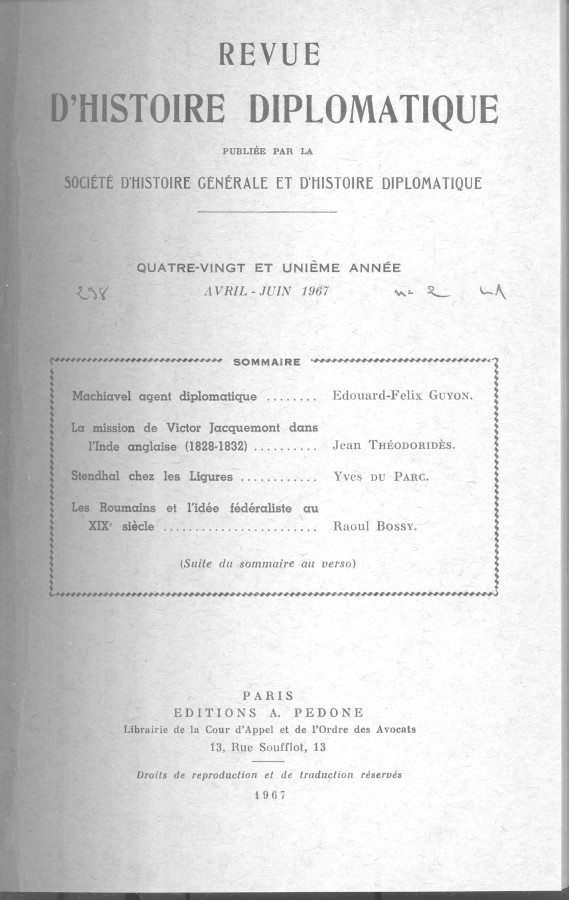 REVUE
D'HISTOIRE DIPLOMATIQUE
PUBLIÉE PAR LA
SOCIÉTÉ D'HISTOIRE GÉNÉRALE ET D'HISTOIRE DIPLOMATIQUE
QUATRE-VINGT ET UNIÈME ANNÉE
298 AVRIL - JUIN 1967 n° 2
SOMMAIRE
Machiavel agent diplomatique ........ Edouard-Felix GUYON.
La mission de Victor Jacquemont dans
l'Inde anglaise (1828-1832) .......... Jean THÉODORIDÈS.
Stendhal chez les Ligures ............ Yves DU PARC.
Les Roumains et l'idée fédéraliste au
XIXe siècle ........................ Raoul BOSSY.
(Suite du sommaire au verso)
PARIS
EDITIONS A. PEDONE
Librairie de la Cour d'Appel et de l'Ordre des Avocats
13, Rue Soufflot, 13
Droits de reproduction et de traduction réservés
1967